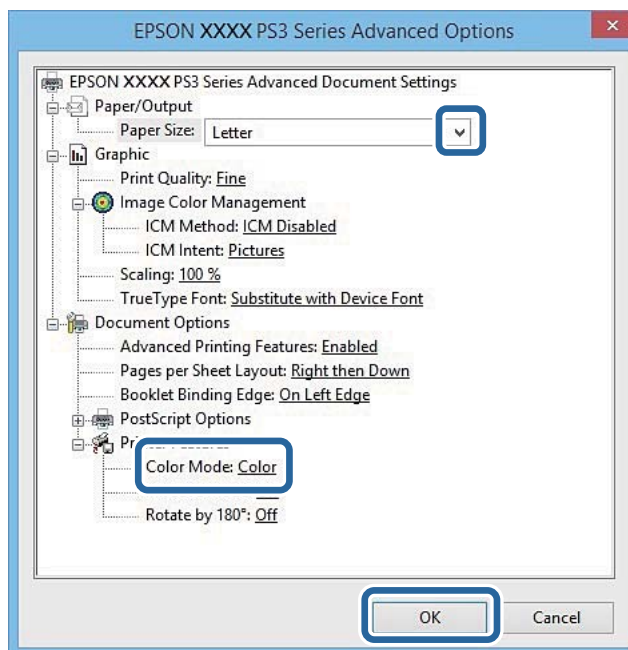 EPSON XXXX PS3 Series Advanced Options
EPSON XXXX PS3 Series Advanced Document Settings
Paper/Output
Paper Size: Letter
Graphic
Print Quality: Fine
Image Color Management
ICM Method: ICM Disabled
ICM Intent: Pictures
Scaling: 100 %
TrueType Font: Substitute with Device Font
Document Options
Advanced Printing Features: Enabled
Pages per Sheet Layout: Right then Down
Booklet Binding Edge: On Left Edge
PostScript Options
Color Mode: Color
Rotate by 180°: Off
OK Cancel